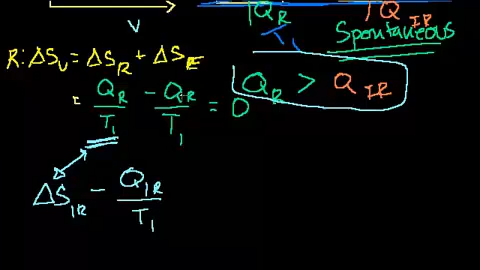 V
Q_R
Q_IR
T_1
Spontaneous
R: ΔS_U = ΔS_R + ΔS_E
= Q_R/T_1 - Q_R/T_1 = 0
Q_R > Q_IR
ΔS_IR - Q_IR/T_1